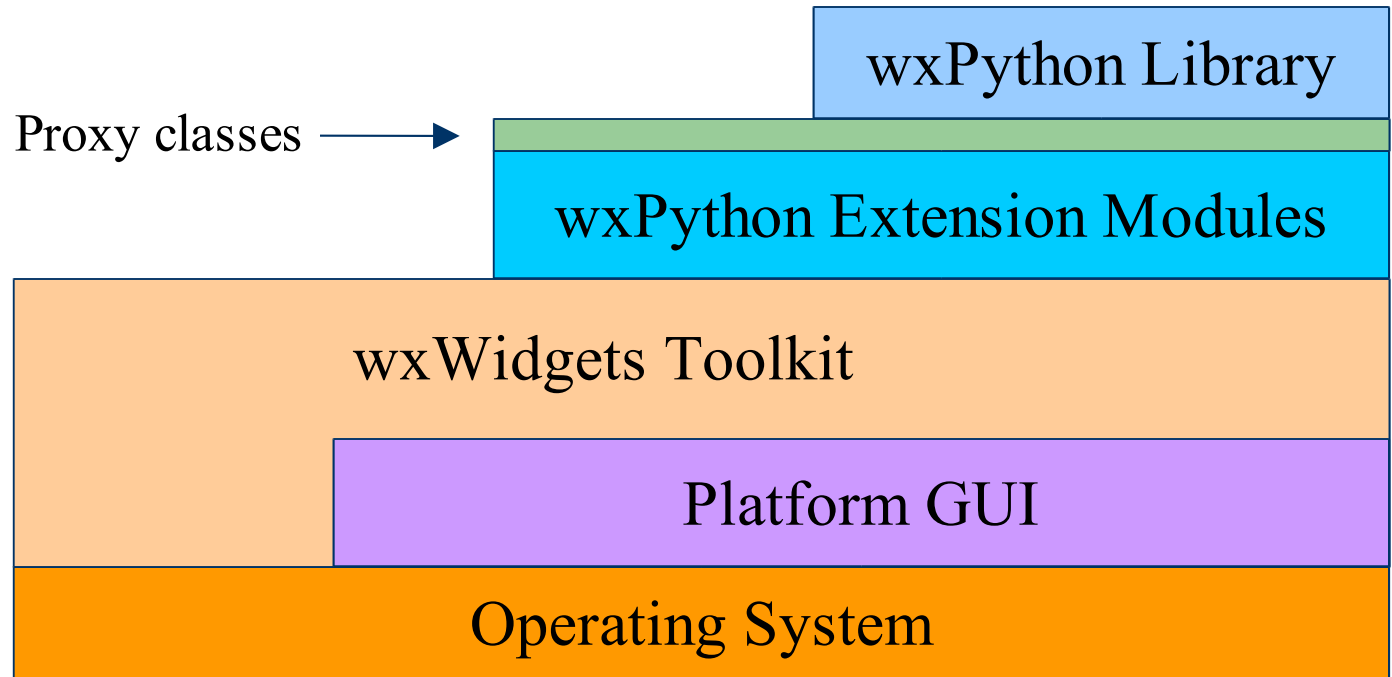 wxPython Library
Proxy classes
wxPython Extension Modules
wxWidgets Toolkit
Platform GUI
Operating System